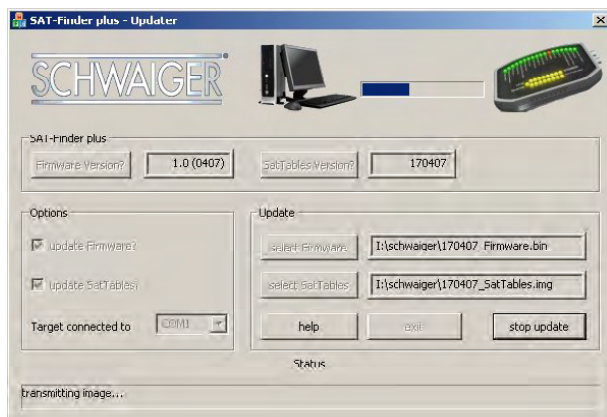 SAT-Finder plus - Updater
SCHWAIGER
SAT-Finder plus
Firmware Version?
1.0 (0407)
SatTables Version?
170407
Options
update Firmware?
update SatTables?
Target connected to
COM1
Update
select Firmware
I:\schwaiger\170407_Firmware.bin
select SatTables
I:\schwaiger\170407_SatTables.img
help
exit
stop update
Status
transmitting image...